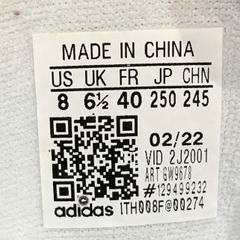 MADE IN CHINA
US UK FR JP CHN
8 6½ 40 250 245
02/22
VID 2J2001
ART GW9678
#129499232
adidas 1TH006F@00274